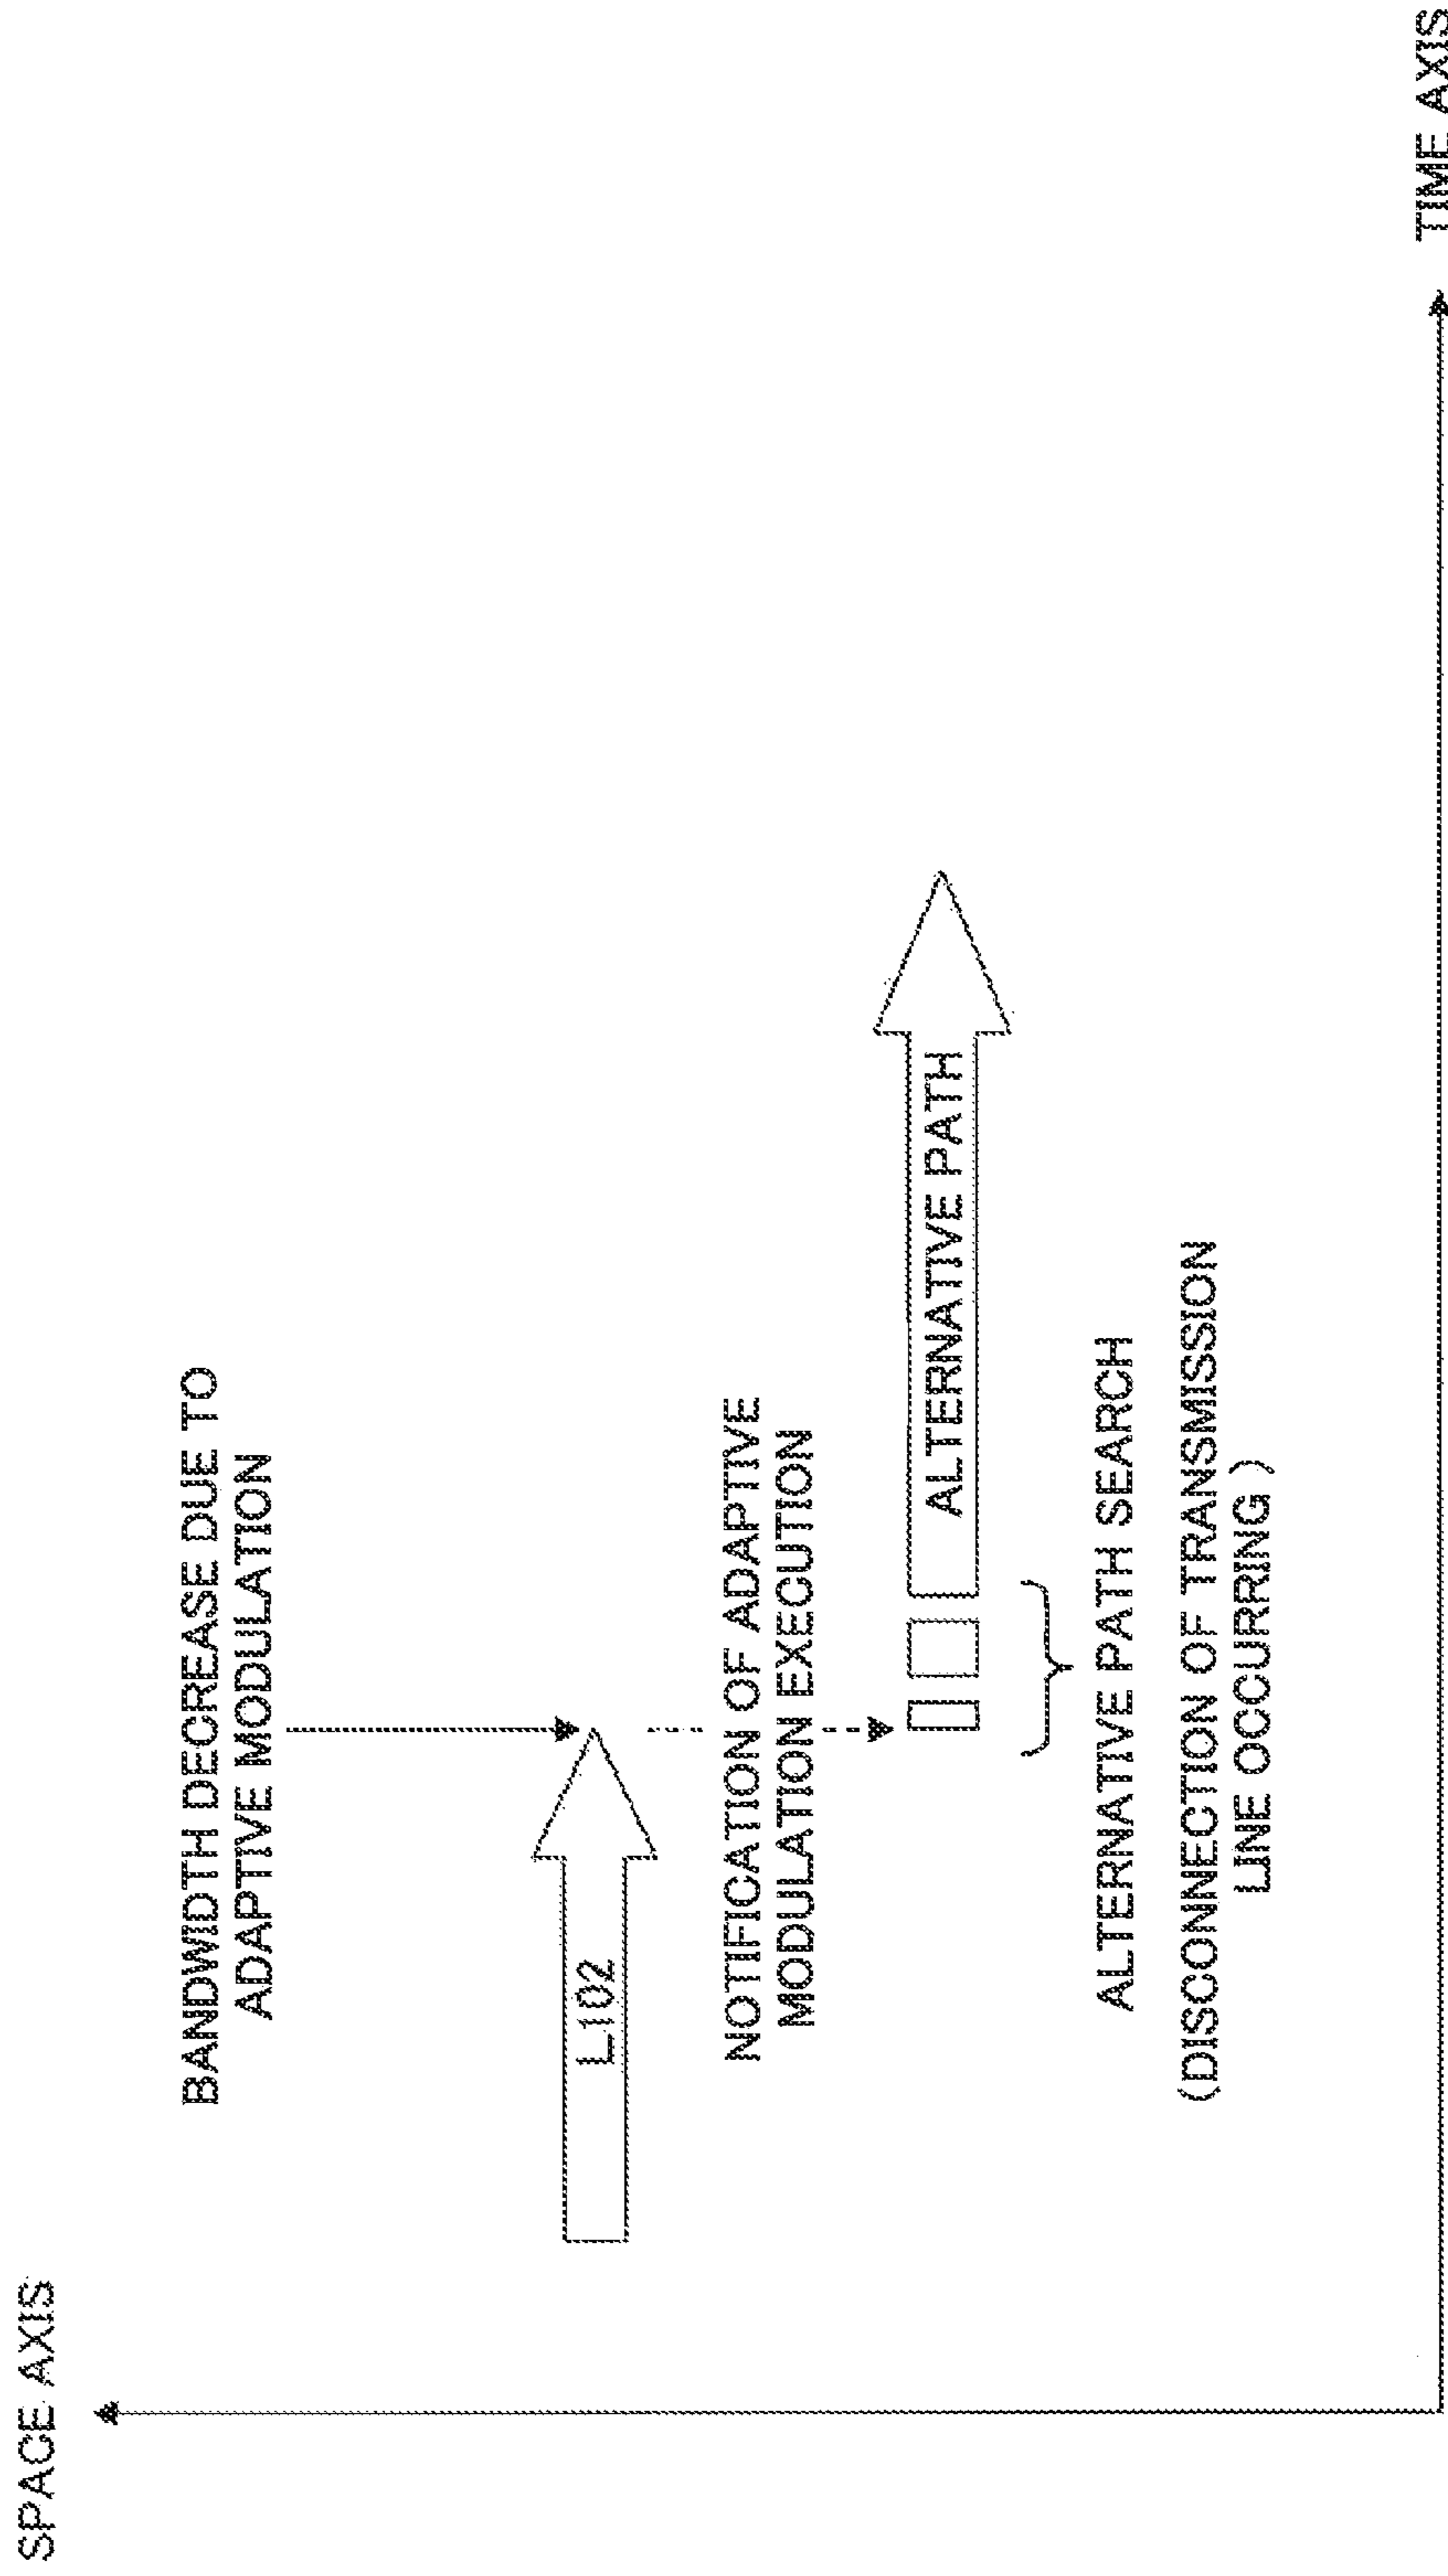 SPACE AXIS
BANDWIDTH DECREASE DUE TO
ADAPTIVE MODULATION
L102
NOTIFICATION OF ADAPTIVE
MODULATION EXECUTION
ALTERNATIVE PATH
ALTERNATIVE PATH SEARCH
(DISCONNECTION OF TRANSMISSION
LINE OCCURRING )
TIME AXIS